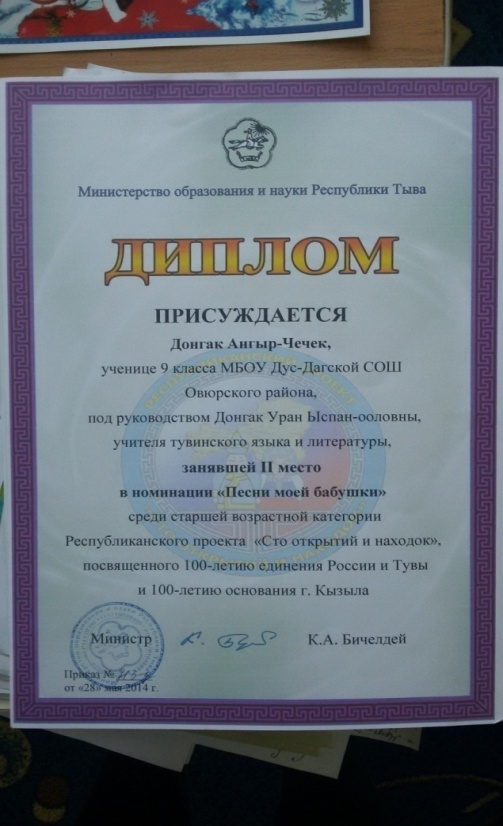 Министерство образования и науки Республики Тыва
ДИПЛОМ
ПРИСУЖДАЕТСЯ
Донгак Ангыр-Чечек,
ученице 9 класса МБОУ Дус-Дагской СОШ
Овюрского района,
под руководством Донгак Уран Ыспан-ооловны,
учителя тувинского языка и литературы,
занявшей II место
в номинации «Песни моей бабушки»
среди старшей возрастной категории
Республиканского проекта «Сто открытий и находок»,
посвященного 100-летию единения России и Тувы
и 100-летию основания г. Кызыла
Министр К.А. Бичелдей
Приказ №
от «28» мая 2014 г.